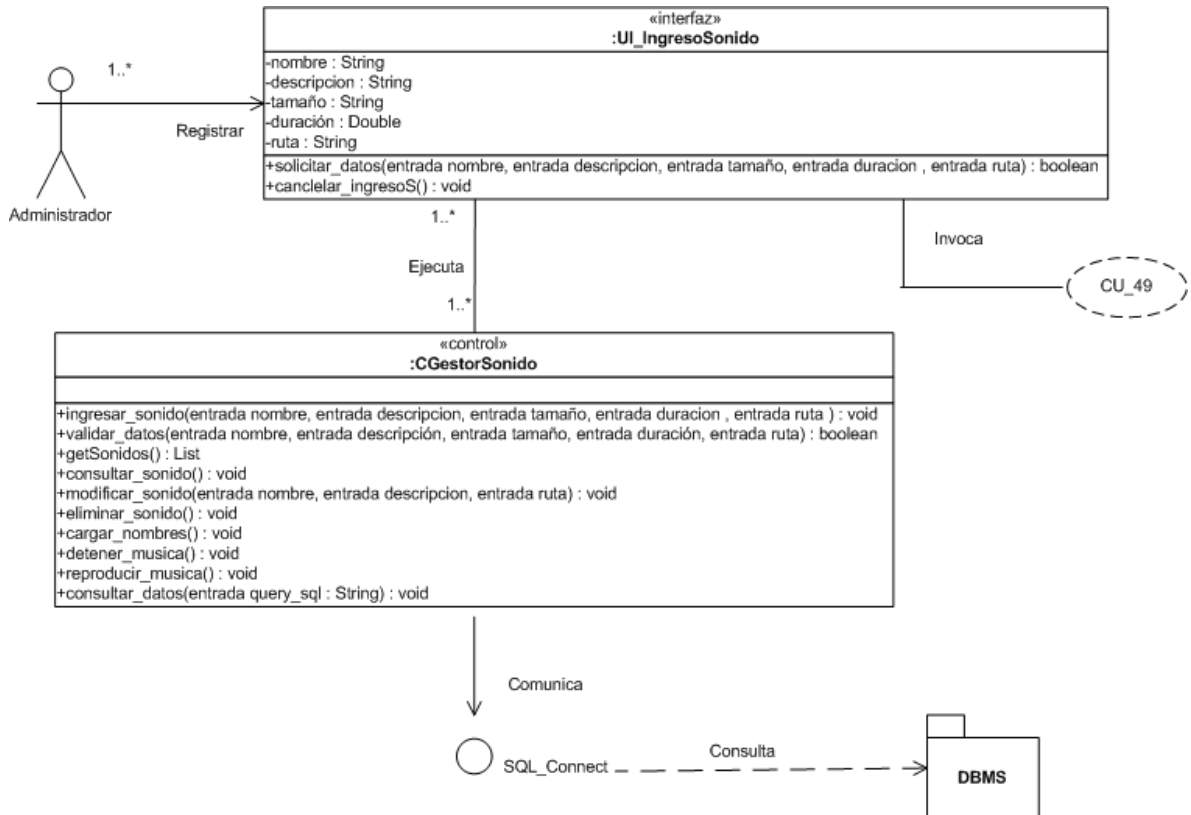 «interfaz»
:UI_IngresoSonido
-nombre : String
-descripcion : String
-tamaño : String
-duración : Double
-ruta : String
+solicitar_datos(entrada nombre, entrada descripcion, entrada tamaño, entrada duracion , entrada ruta) : boolean
+canclelar_ingresoS() : void
1..*
Registrar
Administrador
1..*
Ejecuta
1..*
Invoca
CU_49
«control»
:CGestorSonido
+ingresar_sonido(entrada nombre, entrada descripcion, entrada tamaño, entrada duracion , entrada ruta ) : void
+validar_datos(entrada nombre, entrada descripción, entrada tamaño, entrada duración, entrada ruta) : boolean
+getSonidos() : List
+consultar_sonido() : void
+modificar_sonido(entrada nombre, entrada descripcion, entrada ruta) : void
+eliminar_sonido() : void
+cargar_nombres() : void
+detener_musica() : void
+reproducir_musica() : void
+consultar_datos(entrada query_sql : String) : void
Comunica
SQL_Connect
Consulta
DBMS